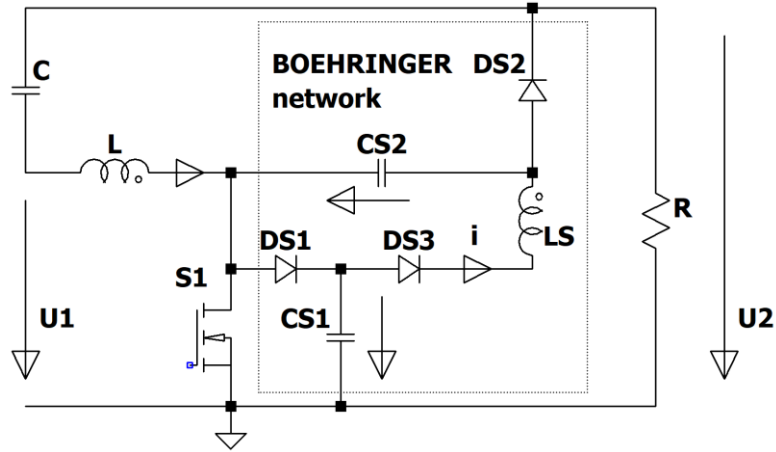 BOEHRINGER DS2
network
C
L
CS2
DS1
DS3
i
LS
R
S1
CS1
U1
U2